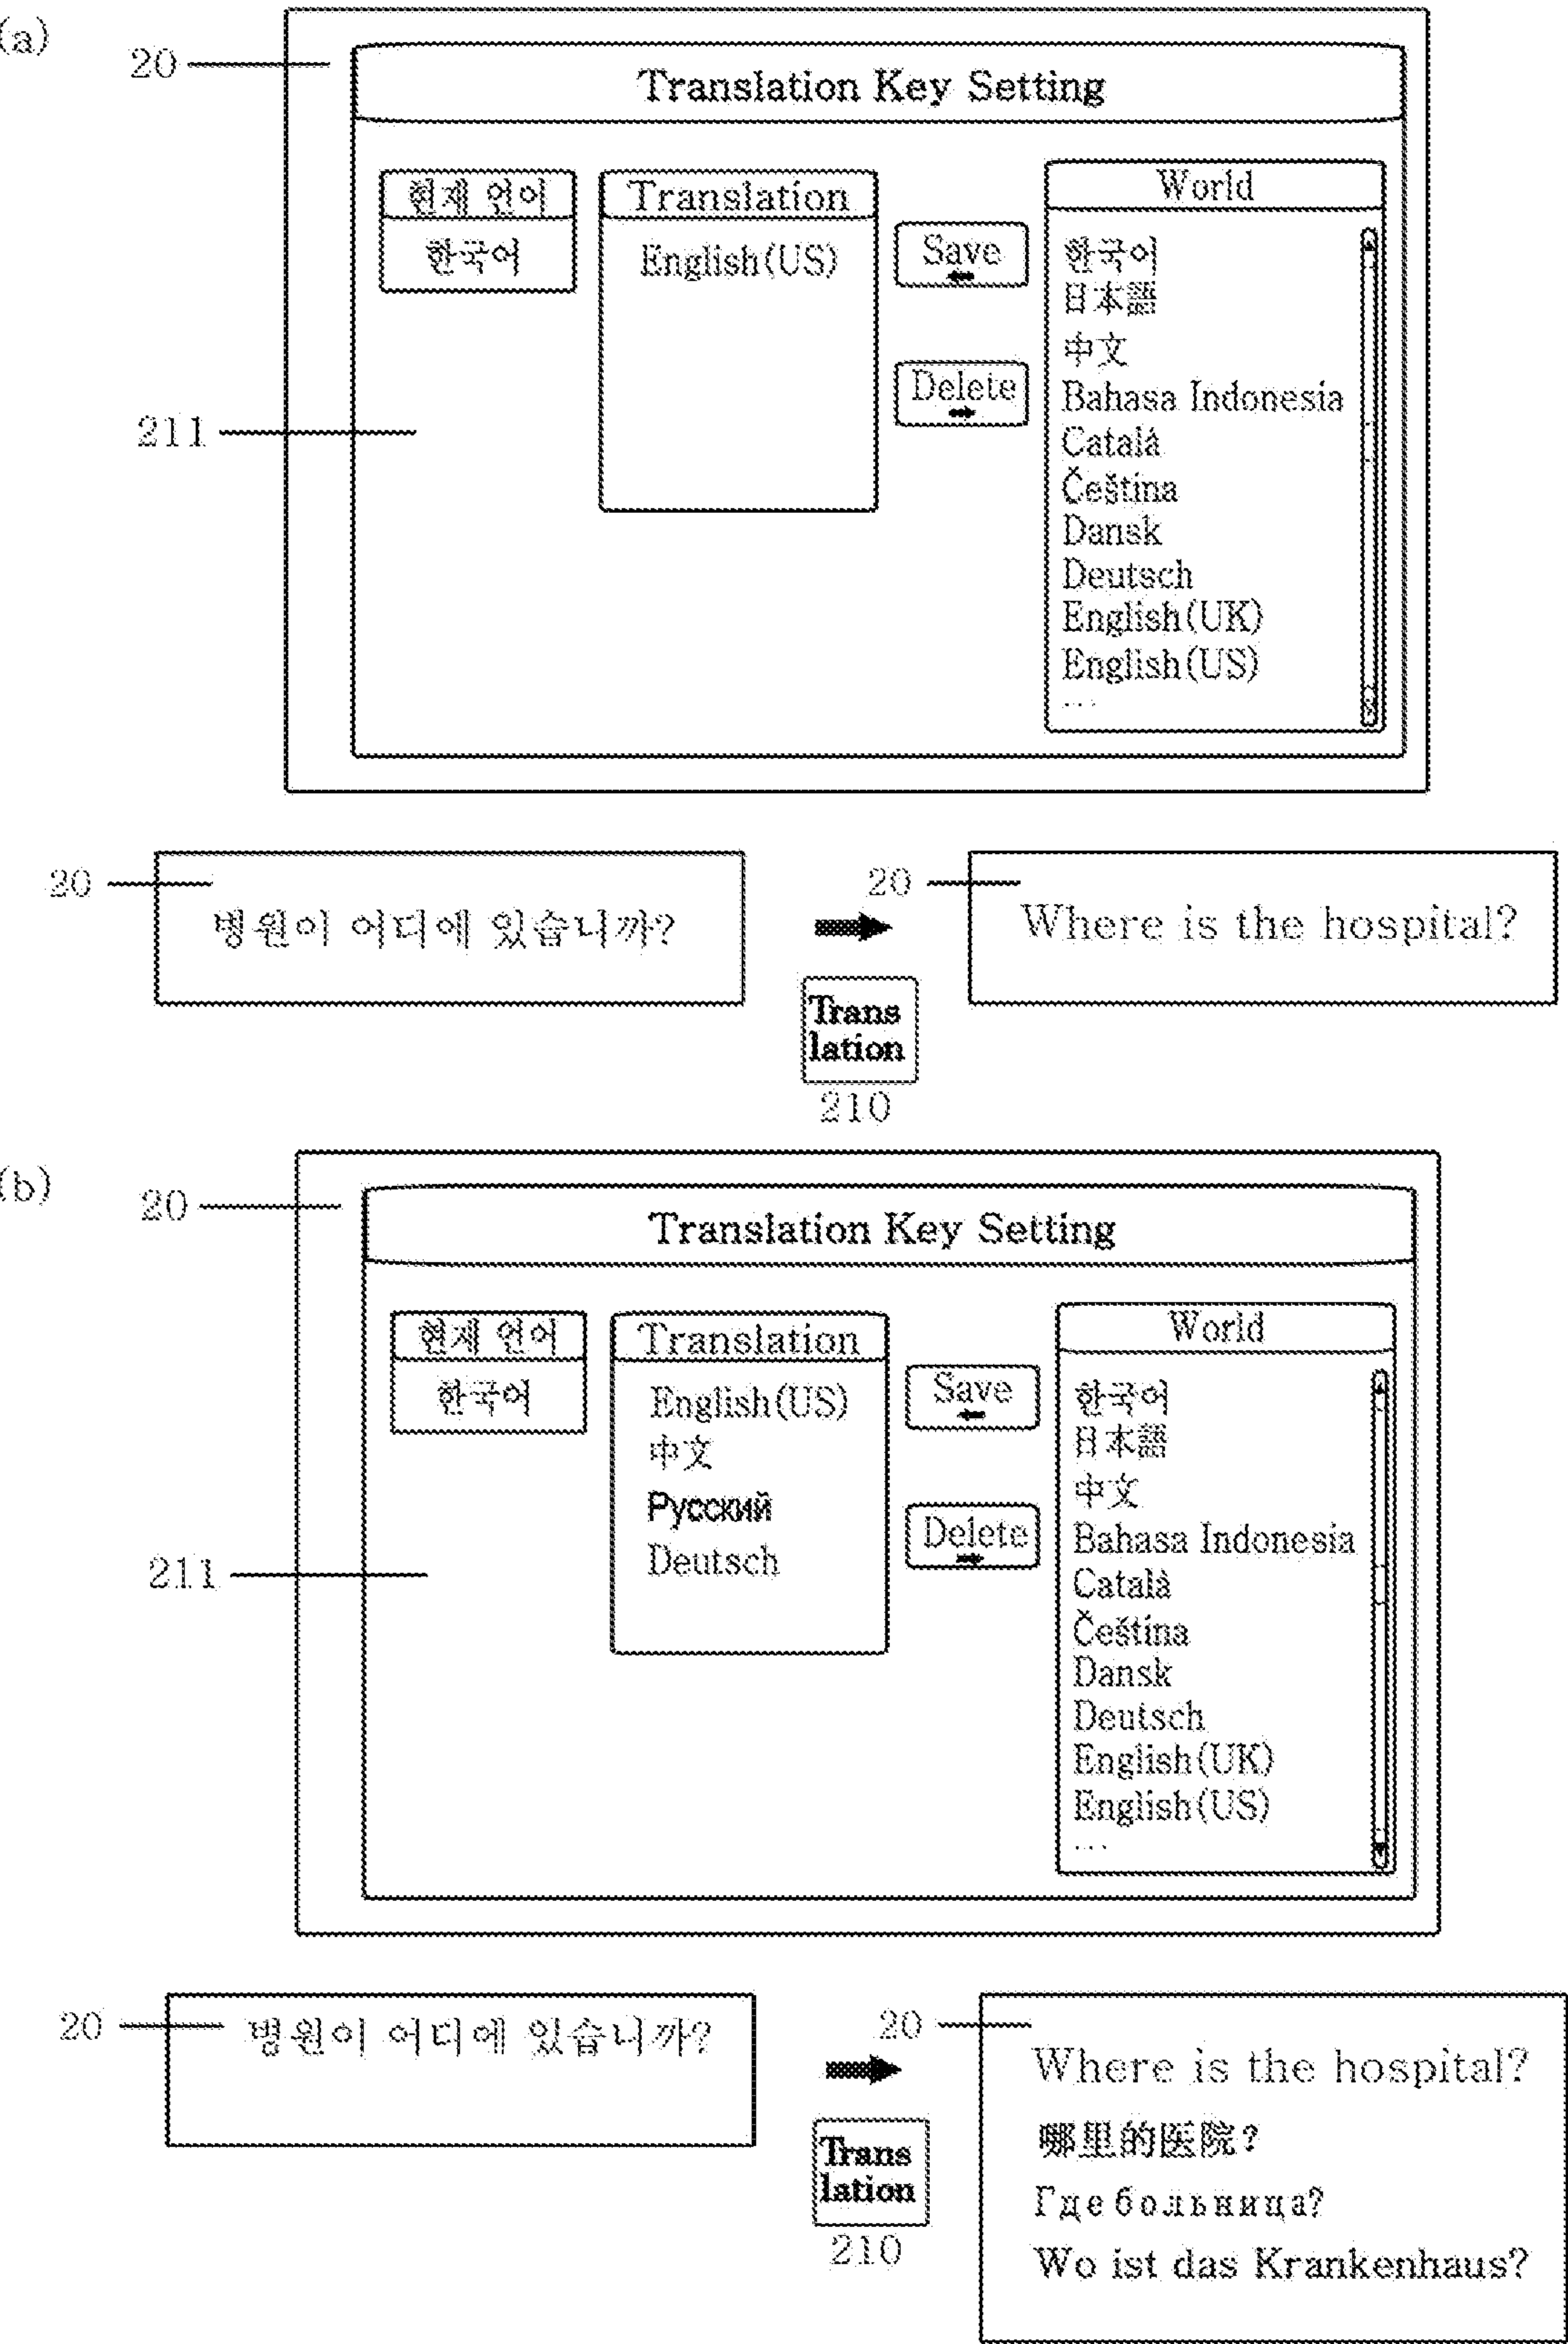 (a)
20
Translation Key Setting
현재 언어
한국어
Translation
English(US)
Save
Delete
World
한국어
日本語
中文
Bahasa Indonesia
Català
Čeština
Dansk
Deutsch
English(UK)
English(US)
...
211
20
병원이 어디에 있습니까?
Trans
lation
210
20
Where is the hospital?
(b)
20
Translation Key Setting
현재 언어
한국어
Translation
English(US)
中文
Русский
Deutsch
Save
Delete
World
한국어
日本語
中文
Bahasa Indonesia
Català
Čeština
Dansk
Deutsch
English(UK)
English(US)
...
211
20
병원이 어디에 있습니까?
Trans
lation
210
20
Where is the hospital?
哪里的医院?
Где больница?
Wo ist das Krankenhaus?